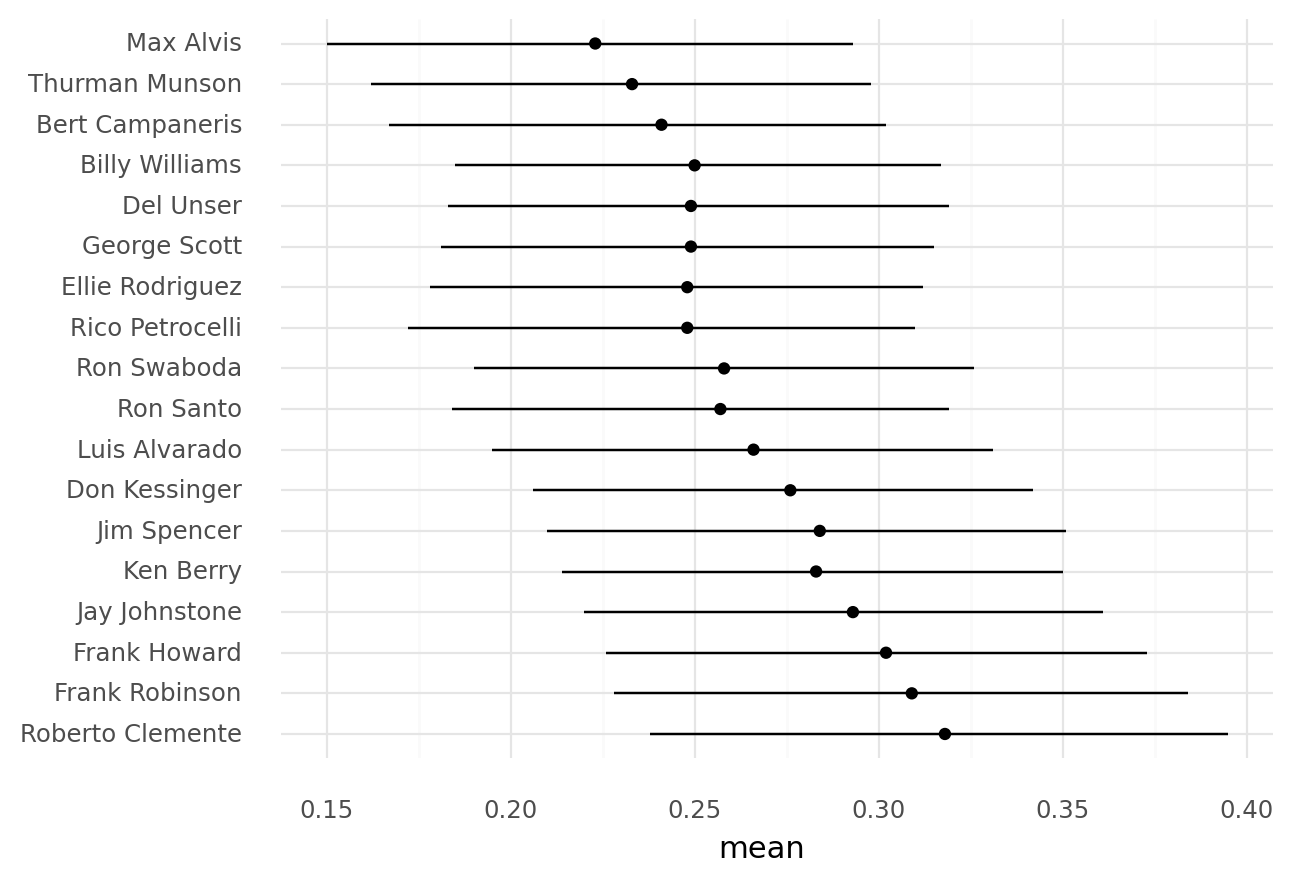 Max Alvis
Thurman Munson
Bert Campaneris
Billy Williams
Del Unser
George Scott
Ellie Rodriguez
Rico Petrocelli
Ron Swaboda
Ron Santo
Luis Alvarado
Don Kessinger
Jim Spencer
Ken Berry
Jay Johnstone
Frank Howard
Frank Robinson
Roberto Clemente
0.15 0.20 0.25 0.30 0.35 0.40
mean